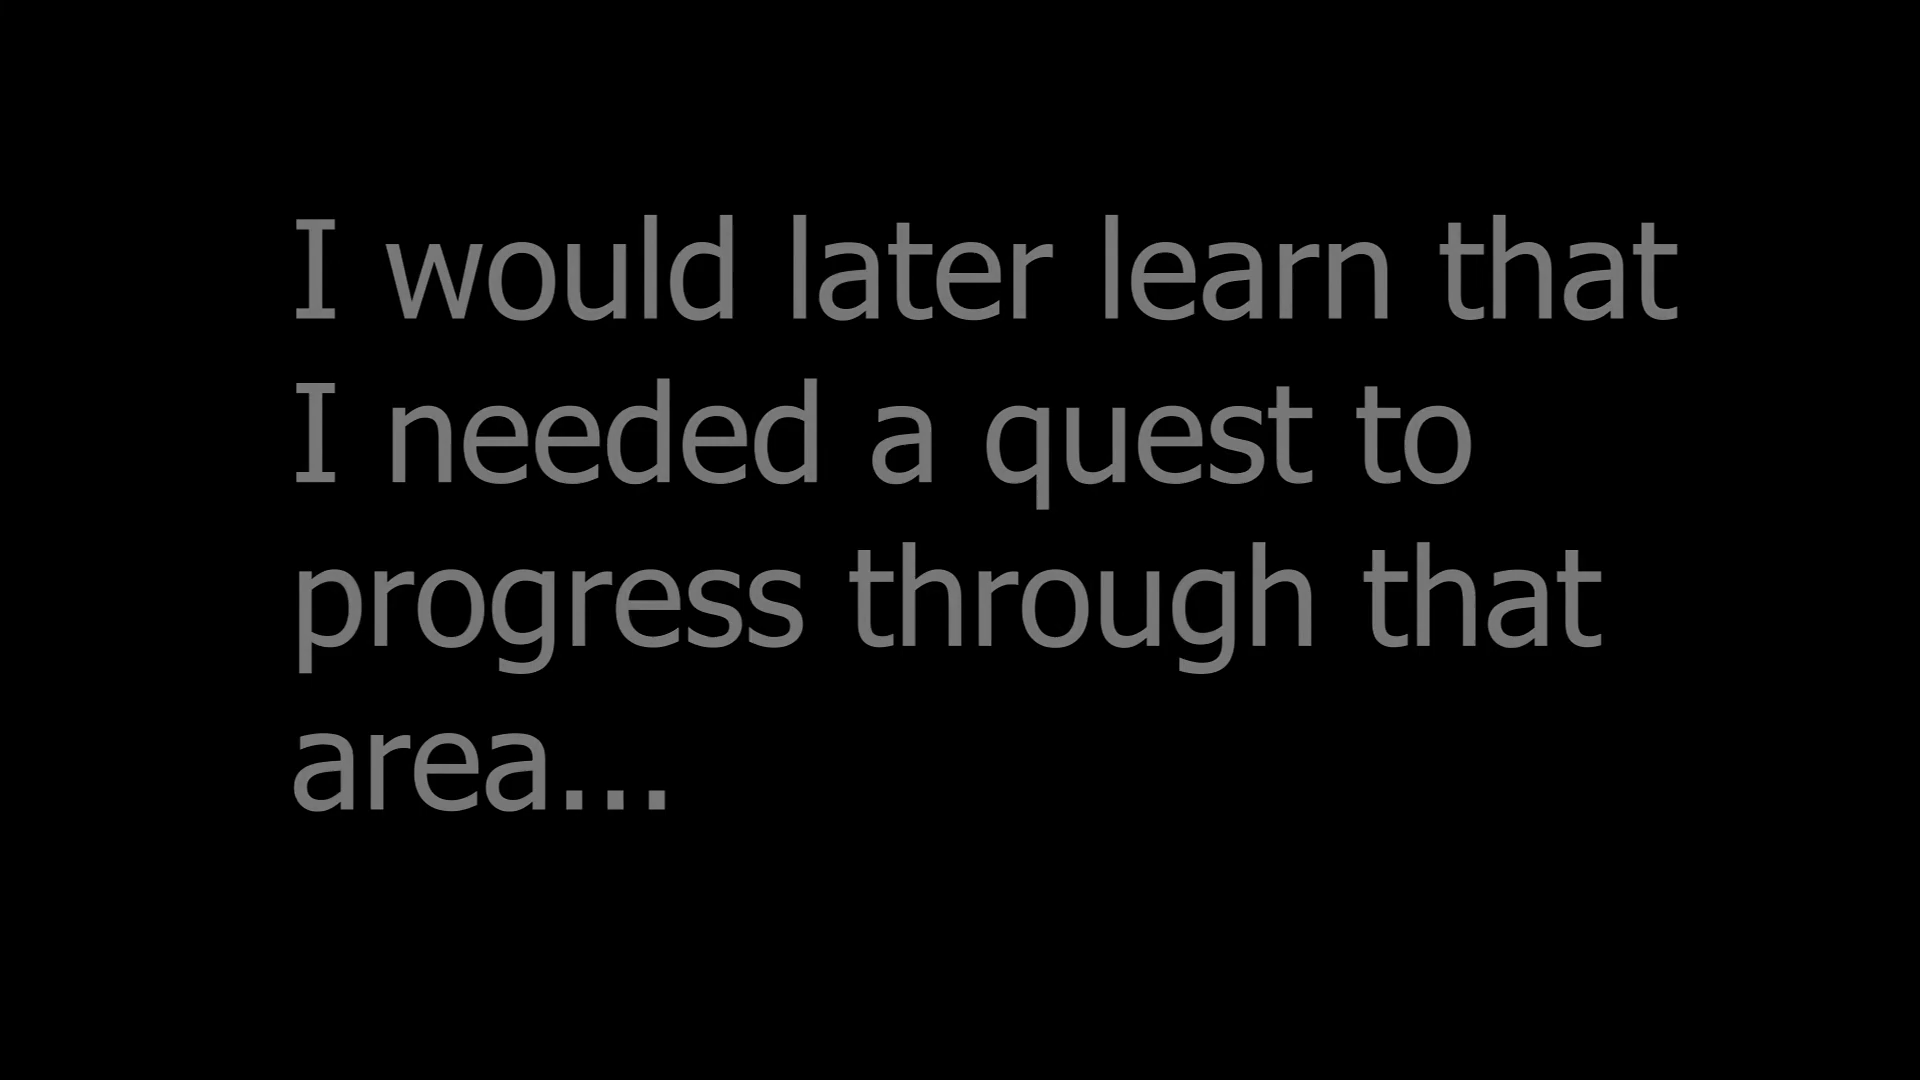 I would later learn that
I needed a quest to
progress through that
area...